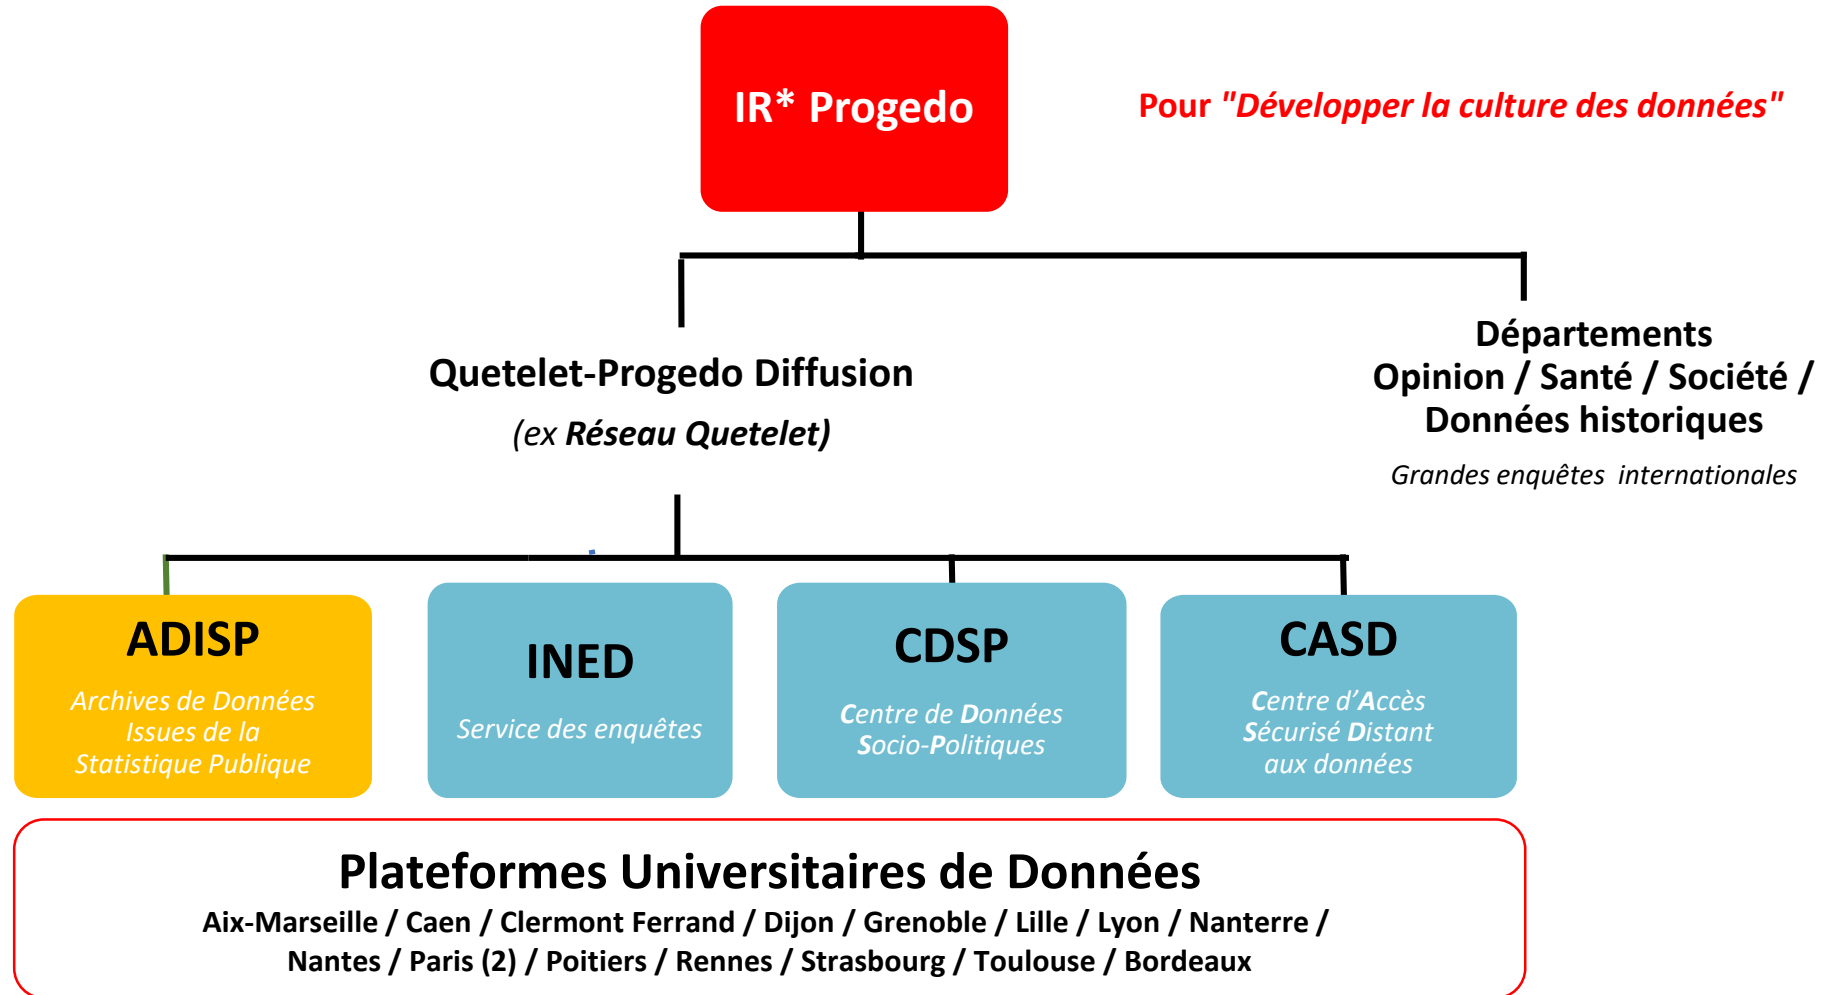 IR* Progedo
Pour "Développer la culture des données"
Quetelet-Progedo Diffusion
(ex Réseau Quetelet)
Départements
Opinion / Santé / Société /
Données historiques
Grandes enquêtes internationales
ADISP
Archives de Données
Issues de la
Statistique Publique
INED
Service des enquêtes
CDSP
Centre de Données
Socio-Politiques
CASD
Centre d’Accès
Sécurisé Distant
aux données
Plateformes Universitaires de Données
Aix-Marseille / Caen / Clermont Ferrand / Dijon / Grenoble / Lille / Lyon / Nanterre /
Nantes / Paris (2) / Poitiers / Rennes / Strasbourg / Toulouse / Bordeaux